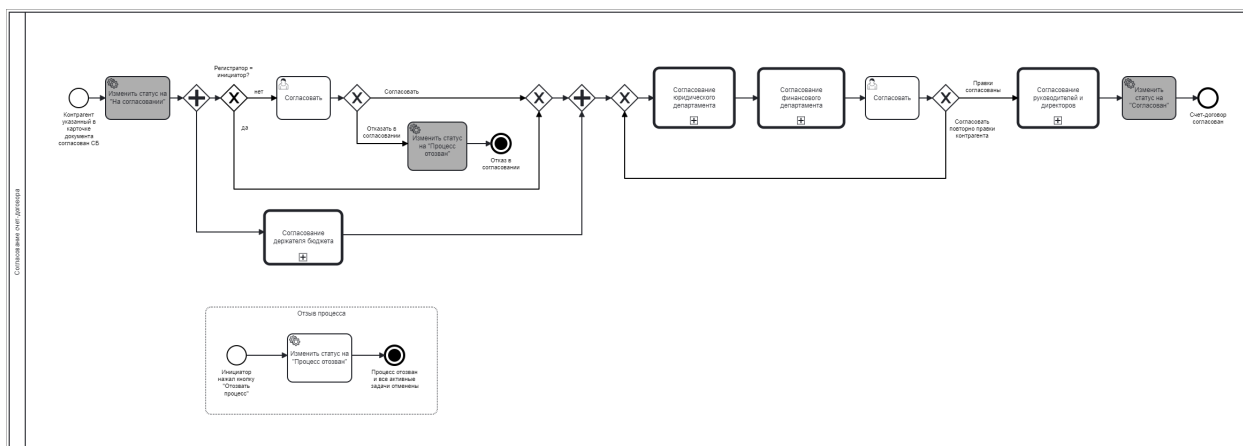 Согласование счет-договора
Контрагент
указанный в
карточке
документа
согласован СБ
Изменить статус на
"На согласовании"
Регистратор =
инициатор?
нет
да
Согласовать
Согласовать
Отказать в
согласовании
Изменить статус
на "Процесс
отозван"
Отказ в
согласовании
Согласование
держателя бюджета
Согласование
юридического
департамента
Согласование
финансового
департамента
Согласовать
Правки
согласованы
Согласовать
повторно правки
контрагента
Согласование
руководителей и
директоров
Изменить
статус на
"Согласован"
Счет-договор
согласован
Отзыв процесса
Инициатор
нажал кнопку
"Отозвать
процесс"
Изменить статус на
"Процесс отозван"
Процесс отозван
и все активные
задачи отменены